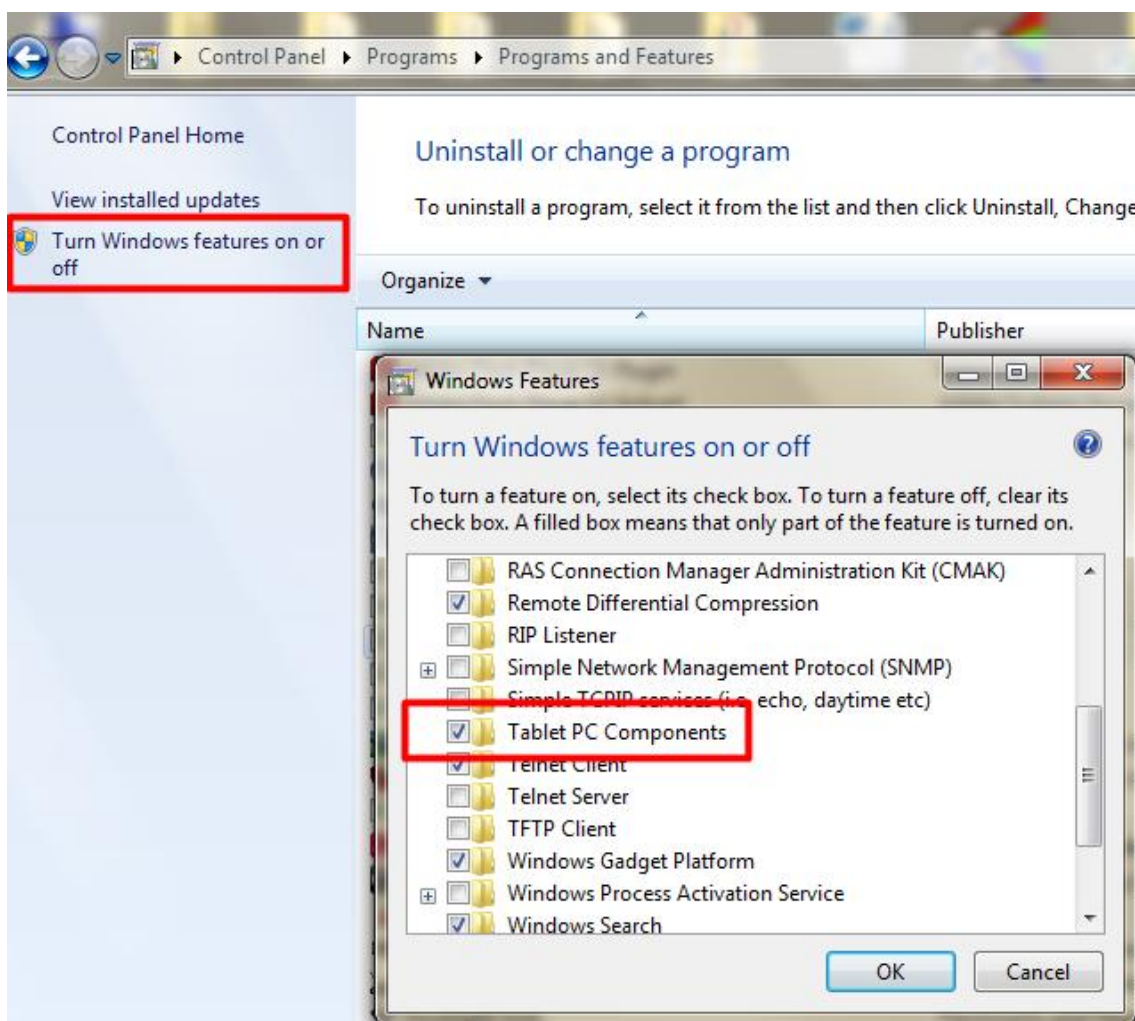 Control Panel Programs Programs and Features
Control Panel Home
View installed updates
Turn Windows features on or
off
Uninstall or change a program
To uninstall a program, select it from the list and then click Uninstall, Change
Organize
Name Publisher
Windows Features
Turn Windows features on or off
To turn a feature on, select its check box. To turn a feature off, clear its
check box. A filled box means that only part of the feature is turned on.
RAS Connection Manager Administration Kit (CMAK)
Remote Differential Compression
RIP Listener
Simple Network Management Protocol (SNMP)
Simple TCPIP services (i.e. echo, daytime etc)
Tablet PC Components
Telnet Client
Telnet Server
TFTP Client
Windows Gadget Platform
Windows Process Activation Service
Windows Search
OK Cancel